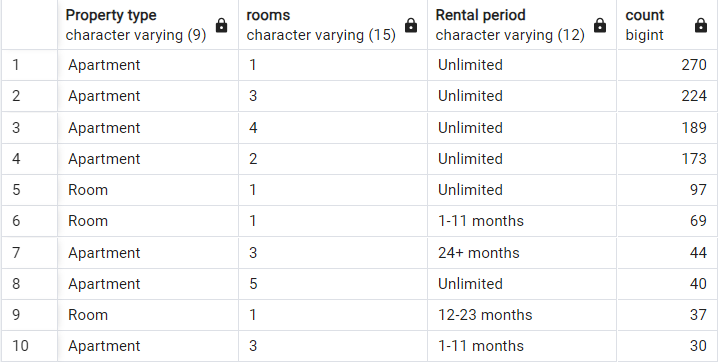 Property type rooms Rental period count
character varying (9) character varying (15) character varying (12) bigint
1 Apartment 1 Unlimited 270
2 Apartment 3 Unlimited 224
3 Apartment 4 Unlimited 189
4 Apartment 2 Unlimited 173
5 Room 1 Unlimited 97
6 Room 1 1-11 months 69
7 Apartment 3 24+ months 44
8 Apartment 5 Unlimited 40
9 Room 1 12-23 months 37
10 Apartment 3 1-11 months 30